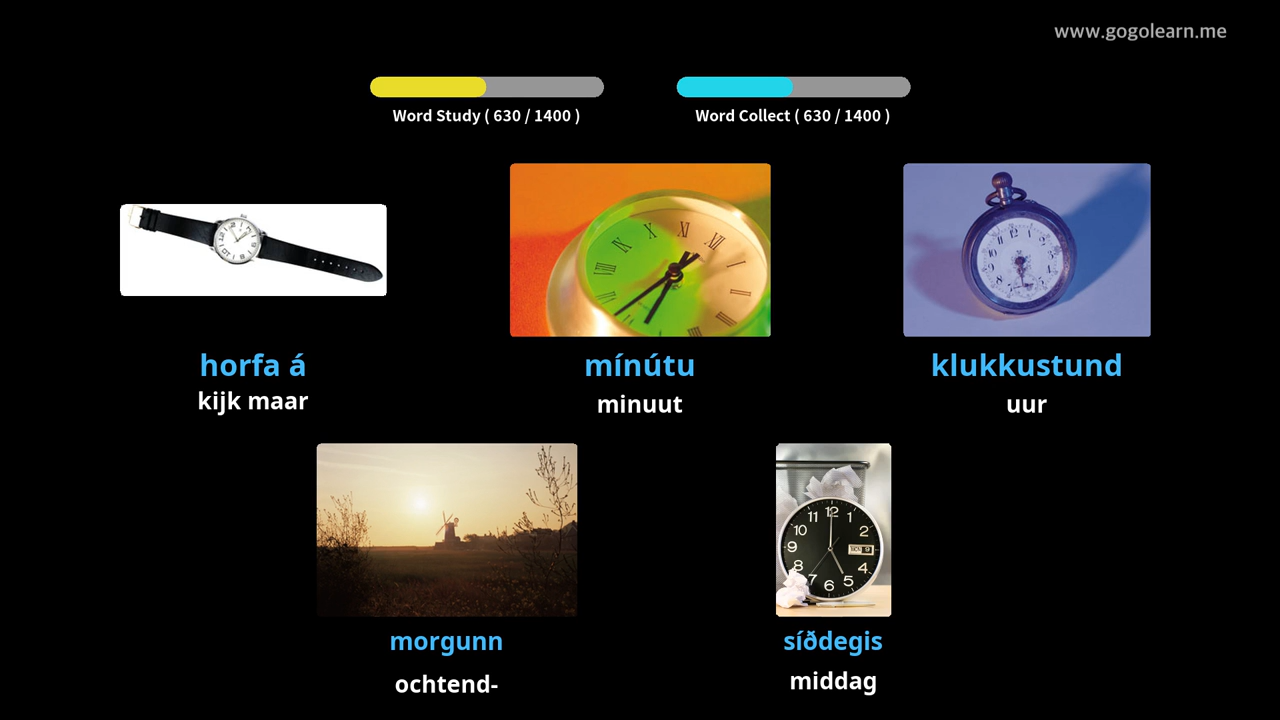 www.gogolearn.me
Word Study ( 630 / 1400 )
Word Collect ( 630 / 1400 )
horfa á
kijk maar
mínútu
minuut
klukkustund
uur
morgunn
ochtend-
síðdegis
middag